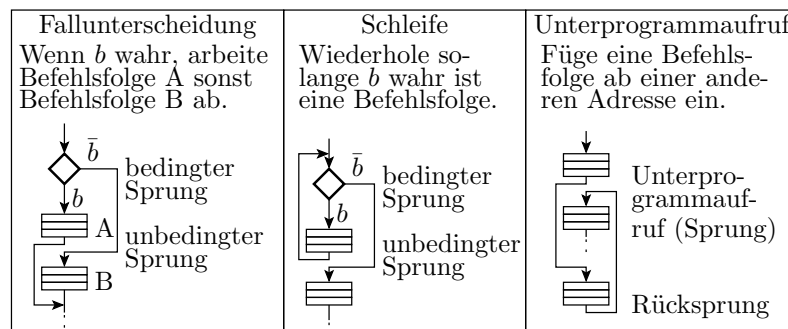 Fallunterscheidung
Wenn b wahr, arbeite
Befehlsfolge A sonst
Befehlsfolge B ab.
b̄
bedingter
Sprung
b
A
unbedingter
Sprung
B
Schleife
Wiederhole so-
lange b wahr ist
eine Befehlsfolge.
b̄
bedingter
Sprung
b
unbedingter
Sprung
Unterprogrammaufruf
Füge eine Befehls-
folge ab einer ande-
ren Adresse ein.
Unterpro-
grammauf-
ruf (Sprung)
Rücksprung